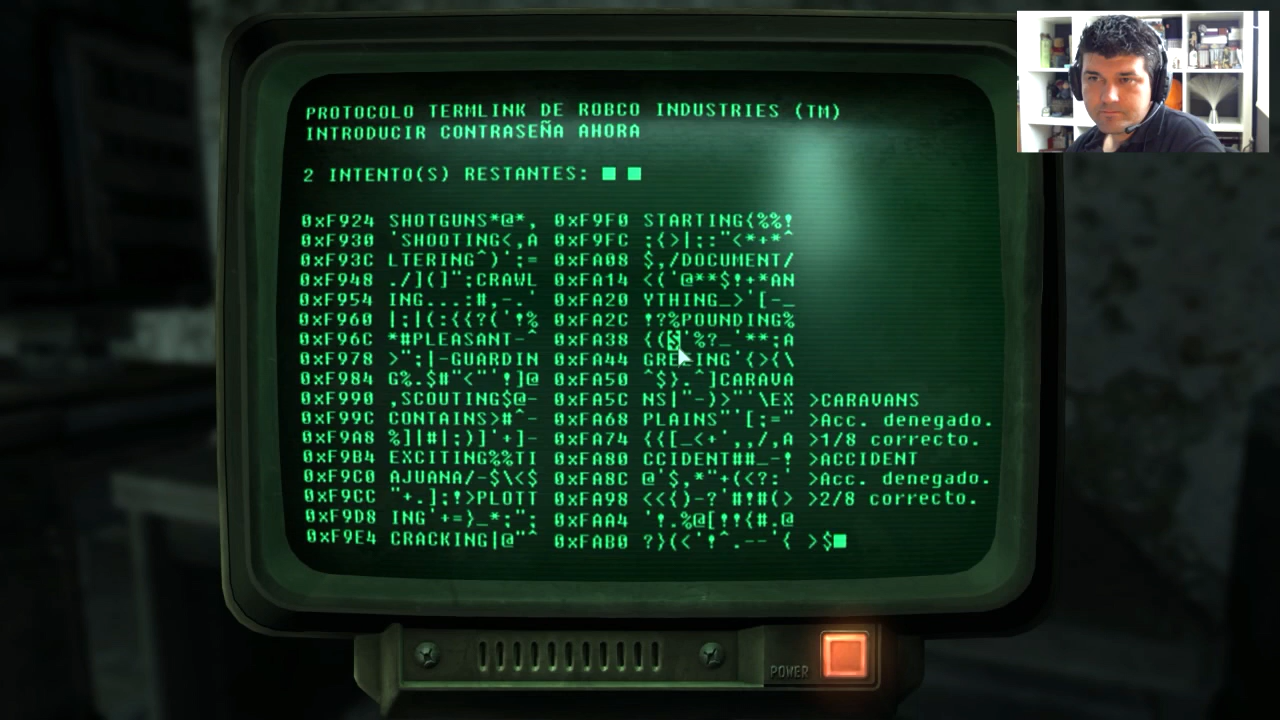 PROTOCOLO TERMLINK DE ROBCO INDUSTRIES (TM)
INTRODUCIR CONTRASEÑA AHORA
2 INTENTO(S) RESTANTES:
0xF924 SHOTGUNS*@*, 0xF9F0 STARTING{%%!
0xF930 'SHOOTING<,A 0xF9FC ;{>|;:"<*+*^
0xF93C LTERING^)';= 0xFA08 $,/DOCUMENT/
0xF948 ./](]";CRAWL 0xFA14 <('@**$!+*AN
0xF954 ING...:#,-.' 0xFA20 YTHING_>'[-_
0xF960 |;|(:{{?('!% 0xFA2C !?%POUNDING%
0xF96C *#PLEASANT-^ 0xFA38 {($'%?_'**;A
0xF978 >";|-GUARDIN 0xFA44 GREEING'{>{\
0xF984 G%.$#"<"'!]@ 0xFA50 ^$}.^]CARAVA
0xF990 ,SCOUTING$@- 0xFA5C NS|"-)>"'\EX >CARAVANS
0xF99C CONTAINS>#^- 0xFA68 PLAINS"'[;=" >Acc. denegado.
0xF9A8 %]|#|;)]'+]- 0xFA74 {{[_<+',,/,A >1/8 correcto.
0xF9B4 EXCITING%%TI 0xFA80 CCIDENT##_-! >ACCIDENT
0xF9C0 AJUANA/-$\<$ 0xFA8C @'$,*"+(<?:' >Acc. denegado.
0xF9CC "+.];!>PLOTT 0xFA98 <<()-?'#!#(> >2/8 correcto.
0xF9D8 ING'+=}_*;"; 0xFAA4 '!.%@[!!{#.@
0xF9E4 CRACKING|@"^ 0xFAB0 ?}(<'!^.--'{ >$
POWER